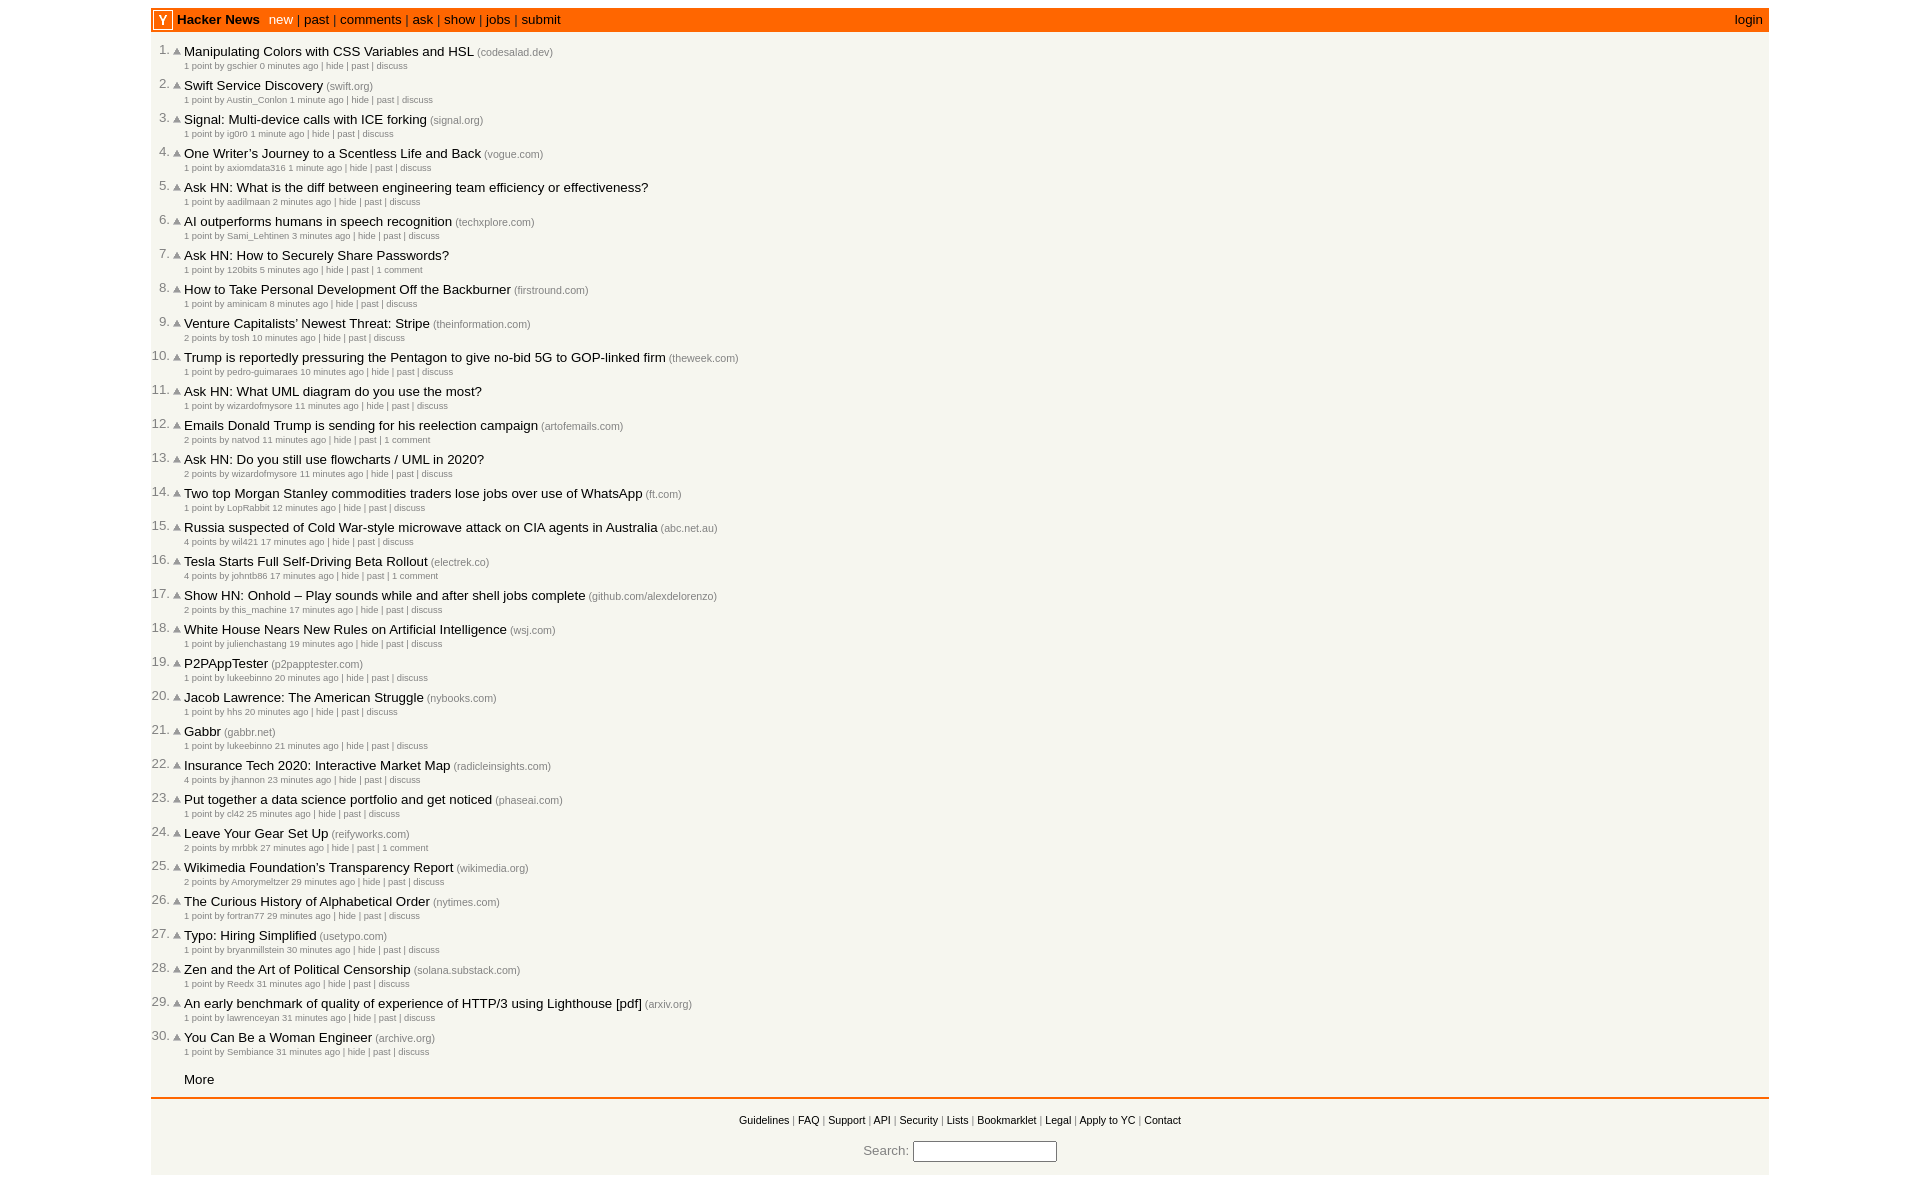 Y Hacker News new | past | comments | ask | show | jobs | submit login
1. Manipulating Colors with CSS Variables and HSL (codesalad.dev)
1 point by gschier 0 minutes ago | hide | past | discuss
2. Swift Service Discovery (swift.org)
1 point by Austin_Conlon 1 minute ago | hide | past | discuss
3. Signal: Multi-device calls with ICE forking (signal.org)
1 point by ig0r0 1 minute ago | hide | past | discuss
4. One Writer’s Journey to a Scentless Life and Back (vogue.com)
1 point by axiomdata316 1 minute ago | hide | past | discuss
5. Ask HN: What is the diff between engineering team efficiency or effectiveness?
1 point by aadilmaan 2 minutes ago | hide | past | discuss
6. AI outperforms humans in speech recognition (techxplore.com)
1 point by Sami_Lehtinen 3 minutes ago | hide | past | discuss
7. Ask HN: How to Securely Share Passwords?
1 point by 120bits 5 minutes ago | hide | past | 1 comment
8. How to Take Personal Development Off the Backburner (firstround.com)
1 point by aminicam 8 minutes ago | hide | past | discuss
9. Venture Capitalists’ Newest Threat: Stripe (theinformation.com)
2 points by tosh 10 minutes ago | hide | past | discuss
10. Trump is reportedly pressuring the Pentagon to give no-bid 5G to GOP-linked firm (theweek.com)
1 point by pedro-guimaraes 10 minutes ago | hide | past | discuss
11. Ask HN: What UML diagram do you use the most?
1 point by wizardofmysore 11 minutes ago | hide | past | discuss
12. Emails Donald Trump is sending for his reelection campaign (artofemails.com)
2 points by natvod 11 minutes ago | hide | past | 1 comment
13. Ask HN: Do you still use flowcharts / UML in 2020?
2 points by wizardofmysore 11 minutes ago | hide | past | discuss
14. Two top Morgan Stanley commodities traders lose jobs over use of WhatsApp (ft.com)
1 point by LopRabbit 12 minutes ago | hide | past | discuss
15. Russia suspected of Cold War-style microwave attack on CIA agents in Australia (abc.net.au)
4 points by wil421 17 minutes ago | hide | past | discuss
16. Tesla Starts Full Self-Driving Beta Rollout (electrek.co)
4 points by johntb86 17 minutes ago | hide | past | 1 comment
17. Show HN: Onhold – Play sounds while and after shell jobs complete (github.com/alexdelorenzo)
2 points by this_machine 17 minutes ago | hide | past | discuss
18. White House Nears New Rules on Artificial Intelligence (wsj.com)
1 point by julienchastang 19 minutes ago | hide | past | discuss
19. P2PAppTester (p2papptester.com)
1 point by lukeebinno 20 minutes ago | hide | past | discuss
20. Jacob Lawrence: The American Struggle (nybooks.com)
1 point by hhs 20 minutes ago | hide | past | discuss
21. Gabbr (gabbr.net)
1 point by lukeebinno 21 minutes ago | hide | past | discuss
22. Insurance Tech 2020: Interactive Market Map (radicleinsights.com)
4 points by jhannon 23 minutes ago | hide | past | discuss
23. Put together a data science portfolio and get noticed (phaseai.com)
1 point by cl42 25 minutes ago | hide | past | discuss
24. Leave Your Gear Set Up (reifyworks.com)
2 points by mrbbk 27 minutes ago | hide | past | 1 comment
25. Wikimedia Foundation’s Transparency Report (wikimedia.org)
2 points by Amorymeltzer 29 minutes ago | hide | past | discuss
26. The Curious History of Alphabetical Order (nytimes.com)
1 point by fortran77 29 minutes ago | hide | past | discuss
27. Typo: Hiring Simplified (usetypo.com)
1 point by bryanmillstein 30 minutes ago | hide | past | discuss
28. Zen and the Art of Political Censorship (solana.substack.com)
1 point by Reedx 31 minutes ago | hide | past | discuss
29. An early benchmark of quality of experience of HTTP/3 using Lighthouse [pdf] (arxiv.org)
1 point by lawrenceyan 31 minutes ago | hide | past | discuss
30. You Can Be a Woman Engineer (archive.org)
1 point by Sembiance 31 minutes ago | hide | past | discuss
More
Guidelines | FAQ | Support | API | Security | Lists | Bookmarklet | Legal | Apply to YC | Contact
Search: